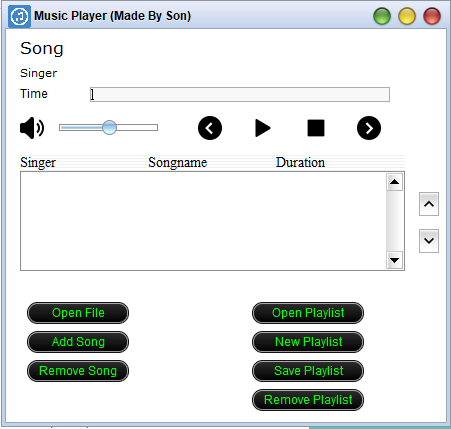 Music Player (Made By Son)
Song
Singer
Time
Singer Songname Duration
Open File Open Playlist
Add Song New Playlist
Remove Song Save Playlist
Remove Playlist